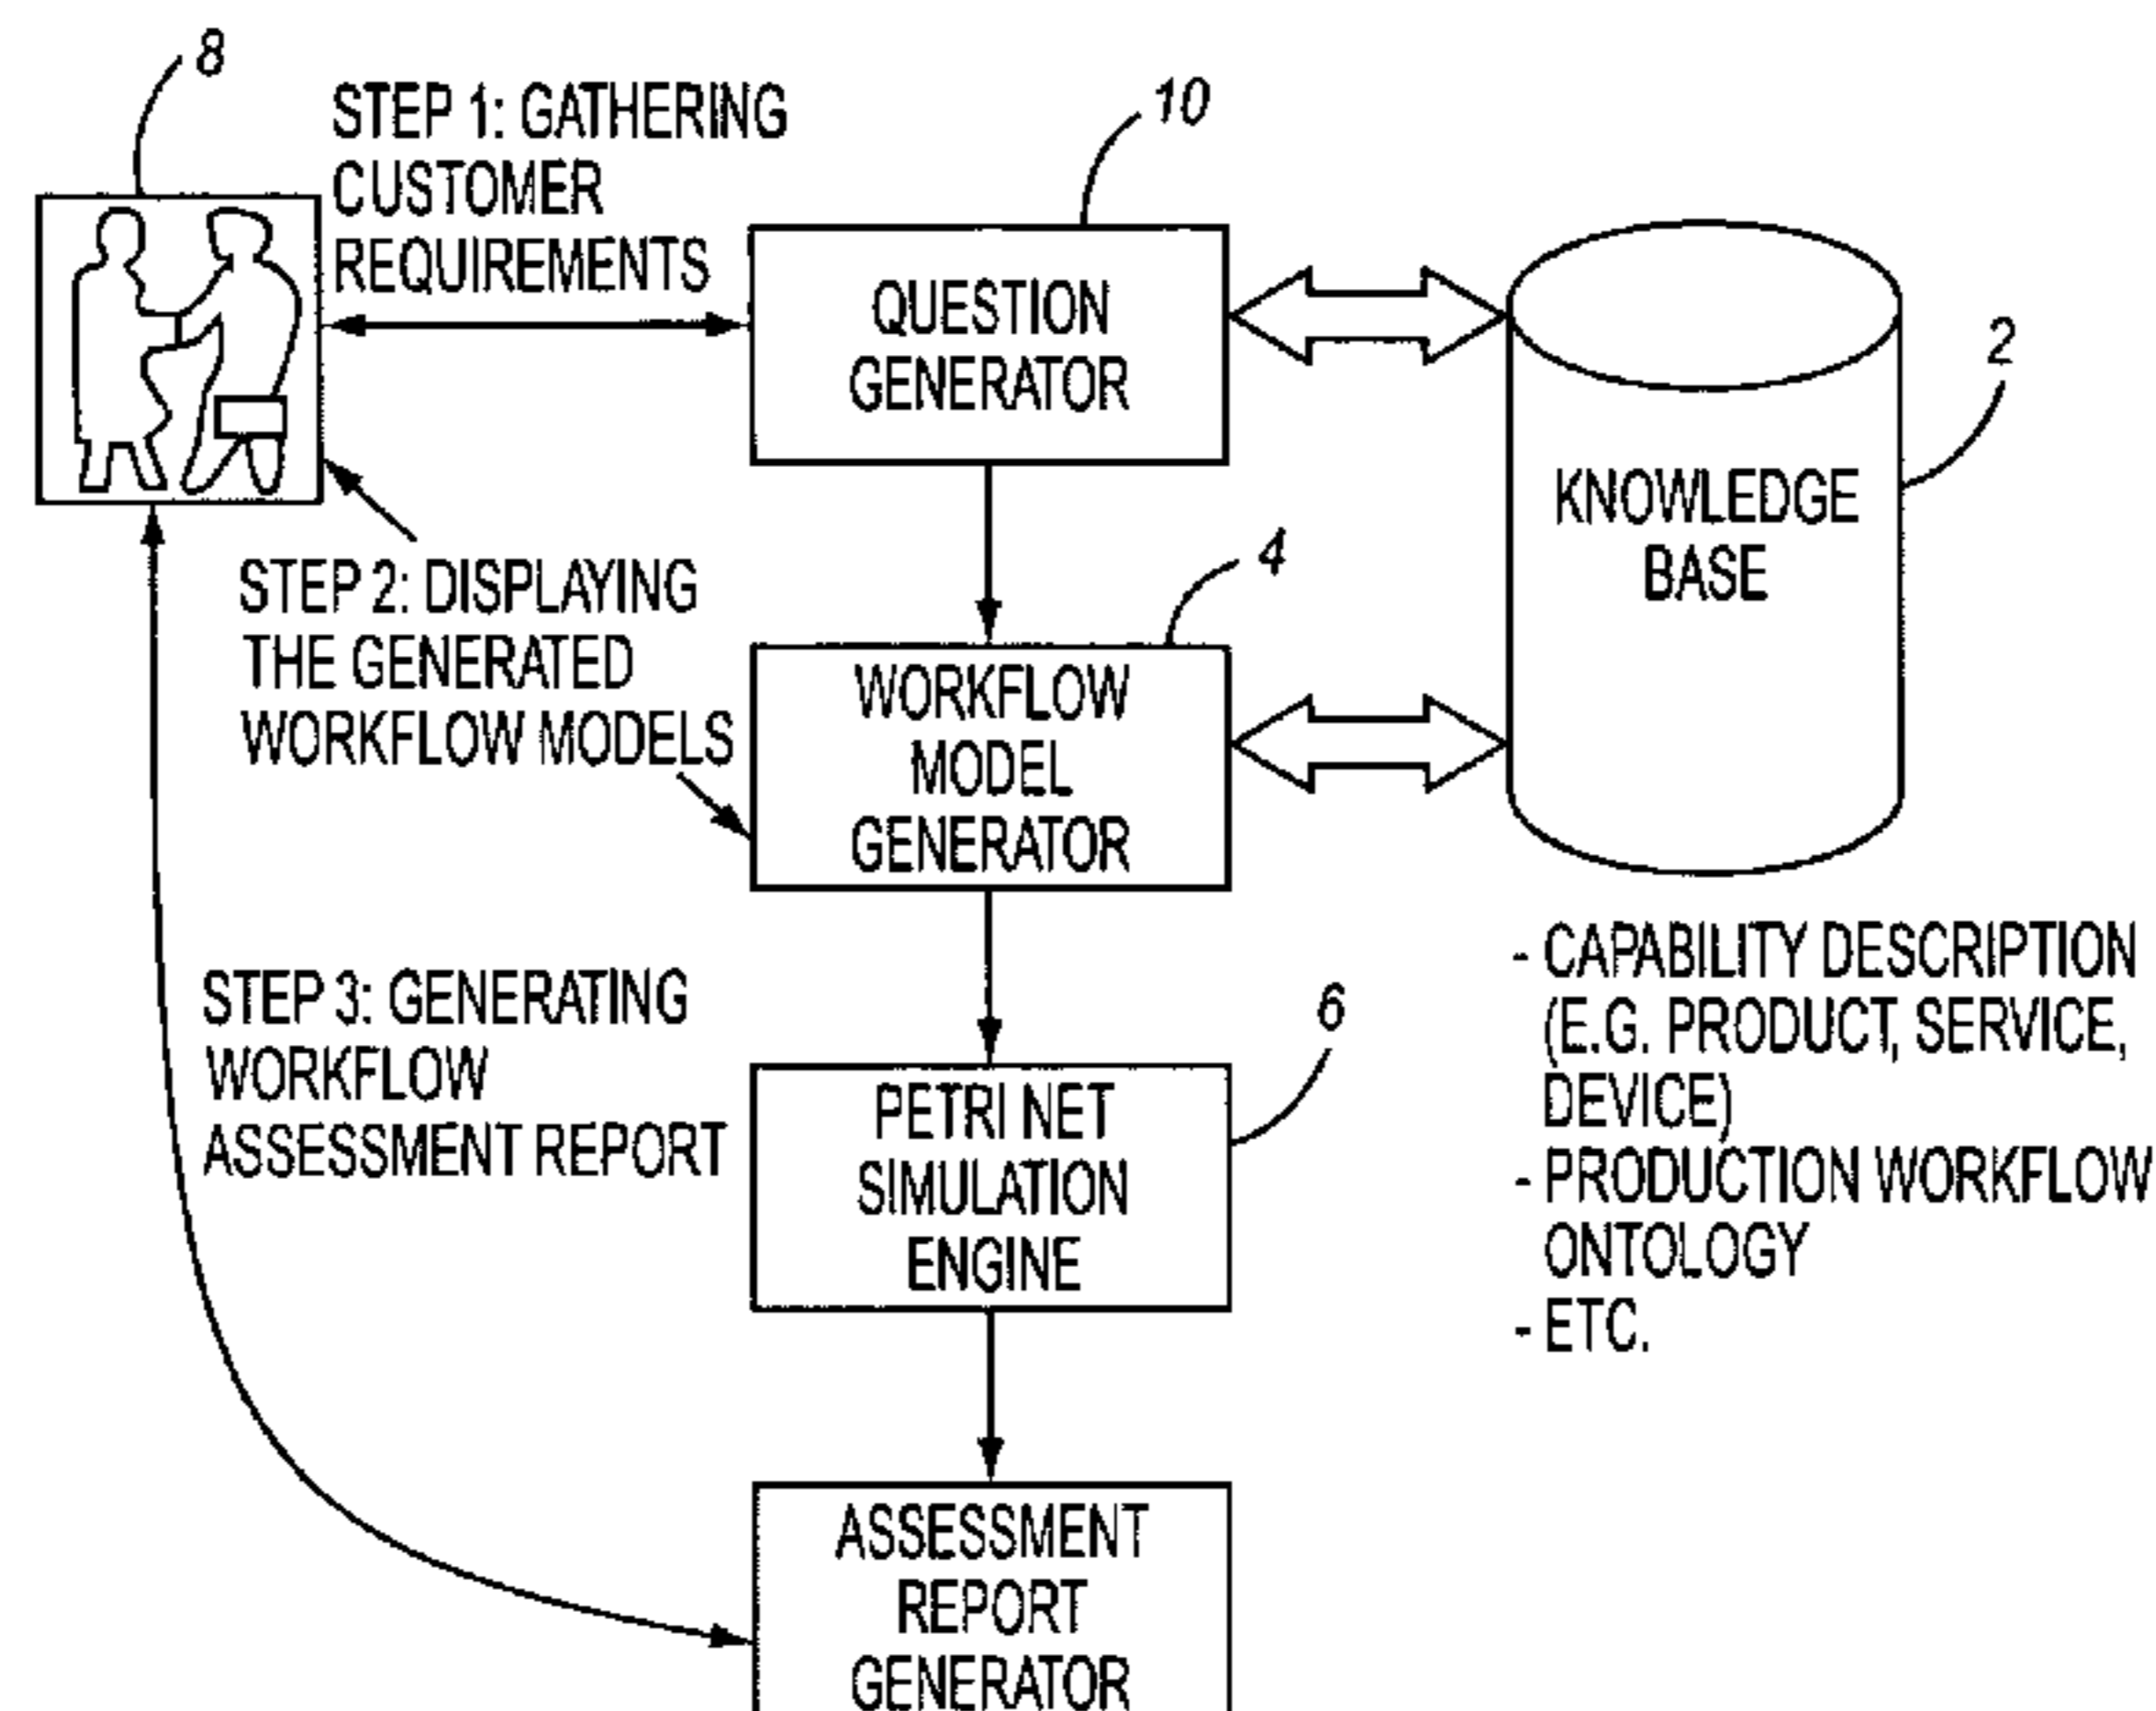 8
STEP 1: GATHERING
CUSTOMER
REQUIREMENTS
10
QUESTION
GENERATOR
2
KNOWLEDGE
BASE
STEP 2: DISPLAYING
THE GENERATED
WORKFLOW MODELS
4
WORKFLOW
MODEL
GENERATOR
- CAPABILITY DESCRIPTION
(E.G. PRODUCT, SERVICE,
DEVICE)
- PRODUCTION WORKFLOW
ONTOLOGY
- ETC.
STEP 3: GENERATING
WORKFLOW
ASSESSMENT REPORT
6
PETRI NET
SIMULATION
ENGINE
ASSESSMENT
REPORT
GENERATOR